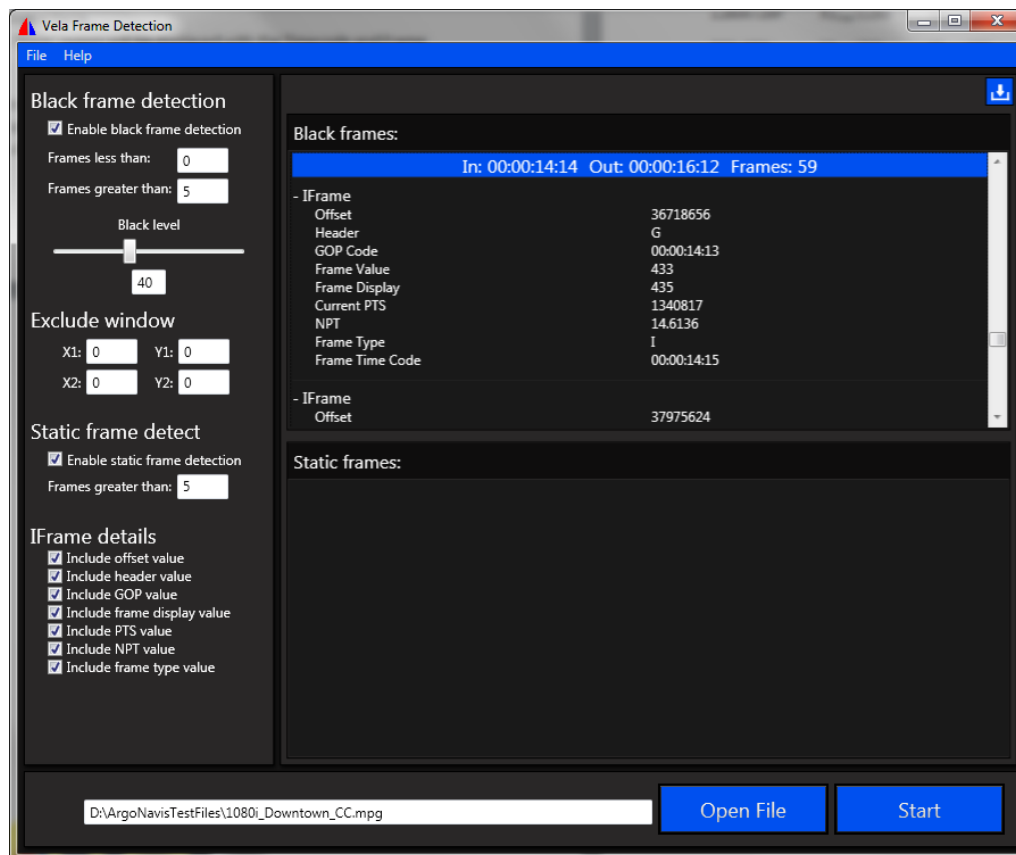 Vela Frame Detection
File Help
Black frame detection
Enable black frame detection
Frames less than: 0
Frames greater than: 5
Black level
40
Exclude window
X1: 0 Y1: 0
X2: 0 Y2: 0
Static frame detect
Enable static frame detection
Frames greater than: 5
IFrame details
Include offset value
Include header value
Include GOP value
Include frame display value
Include PTS value
Include NPT value
Include frame type value
Black frames:
In: 00:00:14:14 Out: 00:00:16:12 Frames: 59
- IFrame
Offset 36718656
Header G
GOP Code 00:00:14:13
Frame Value 433
Frame Display 435
Current PTS 1340817
NPT 14.6136
Frame Type I
Frame Time Code 00:00:14:15
- IFrame
Offset 37975624
Static frames:
D:\ArgoNavisTestFiles\1080i_Downtown_CC.mpg
Open File
Start